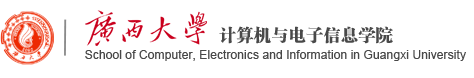 廣西大學 计算机与电子信息学院
School of Computer, Electronics and Information in Guangxi University